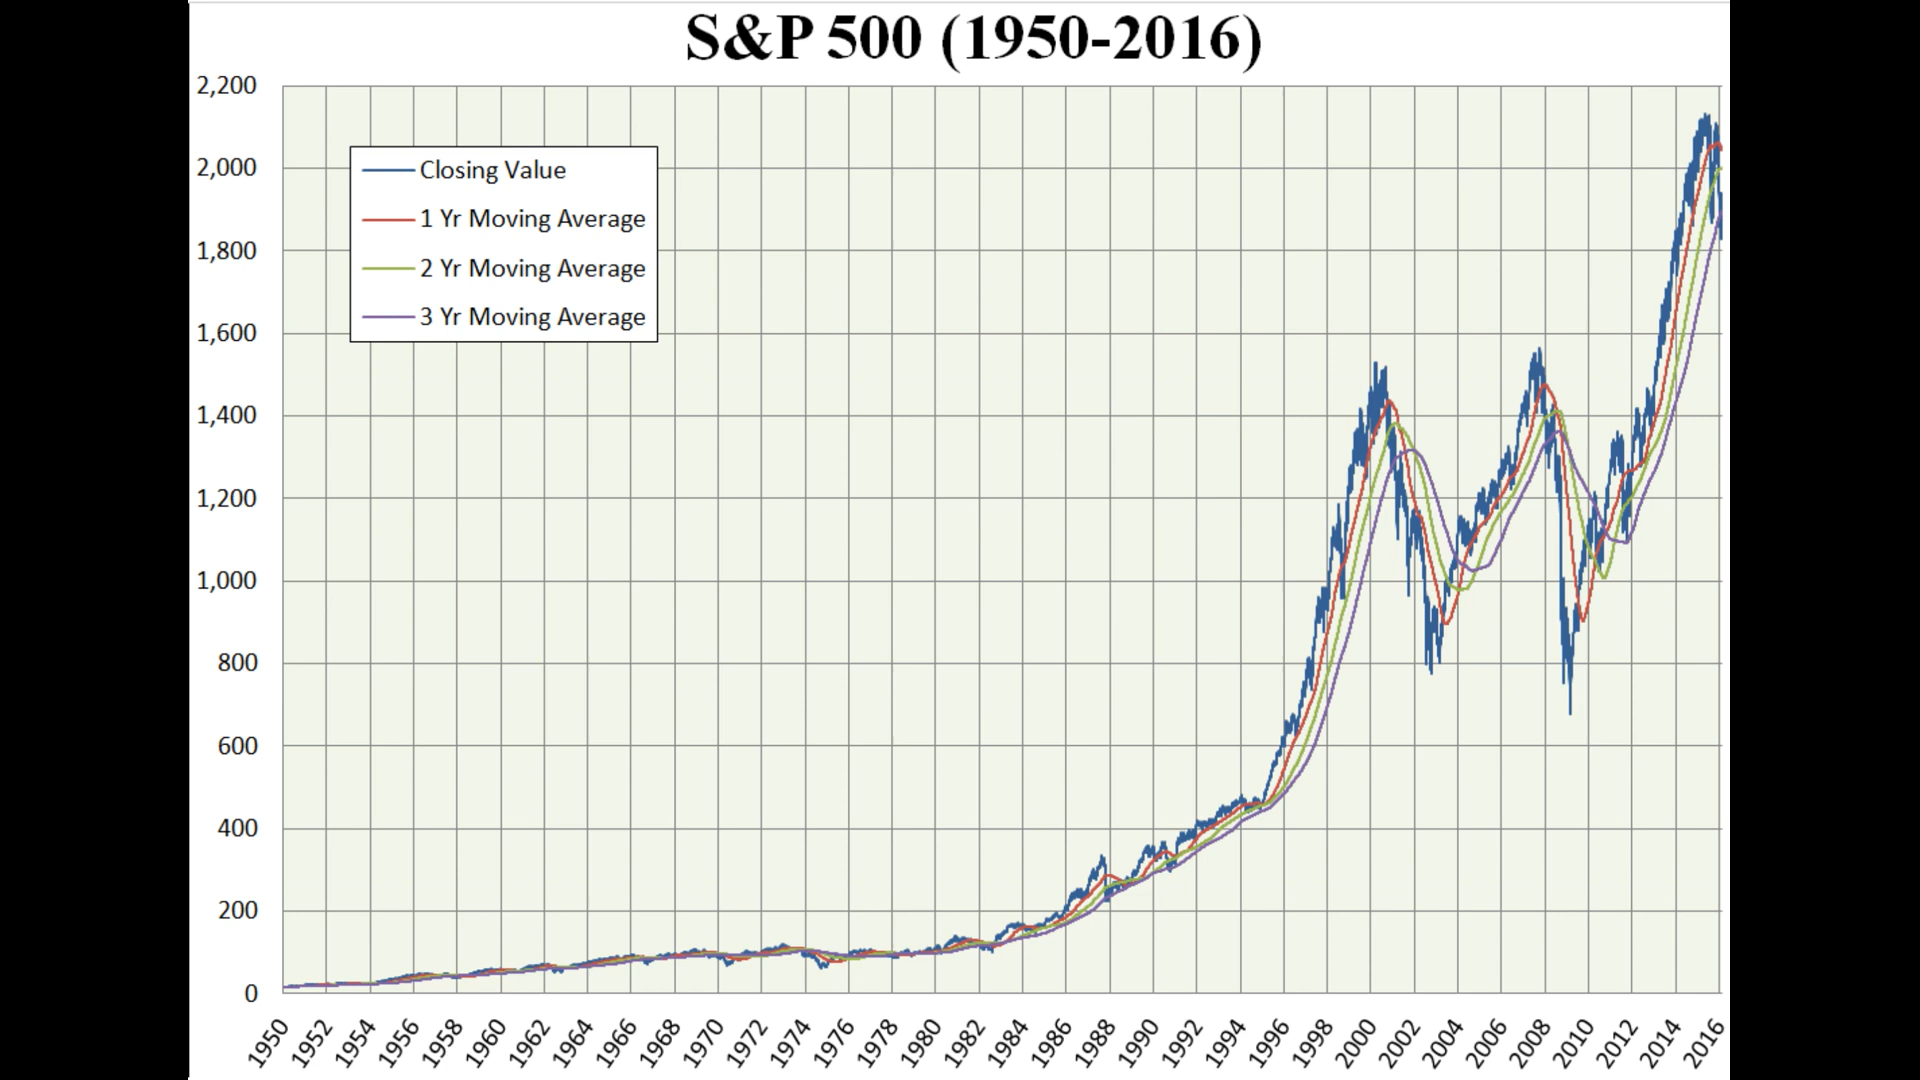 S&P 500 (1950-2016)
2,200
2,000
1,800
1,600
1,400
1,200
1,000
800
600
400
200
0
Closing Value
1 Yr Moving Average
2 Yr Moving Average
3 Yr Moving Average
1950 1952 1954 1956 1958 1960 1962 1964 1966 1968 1970 1972 1974 1976 1978 1980 1982 1984 1986 1988 1990 1992 1994 1996 1998 2000 2002 2004 2006 2008 2010 2012 2014 2016